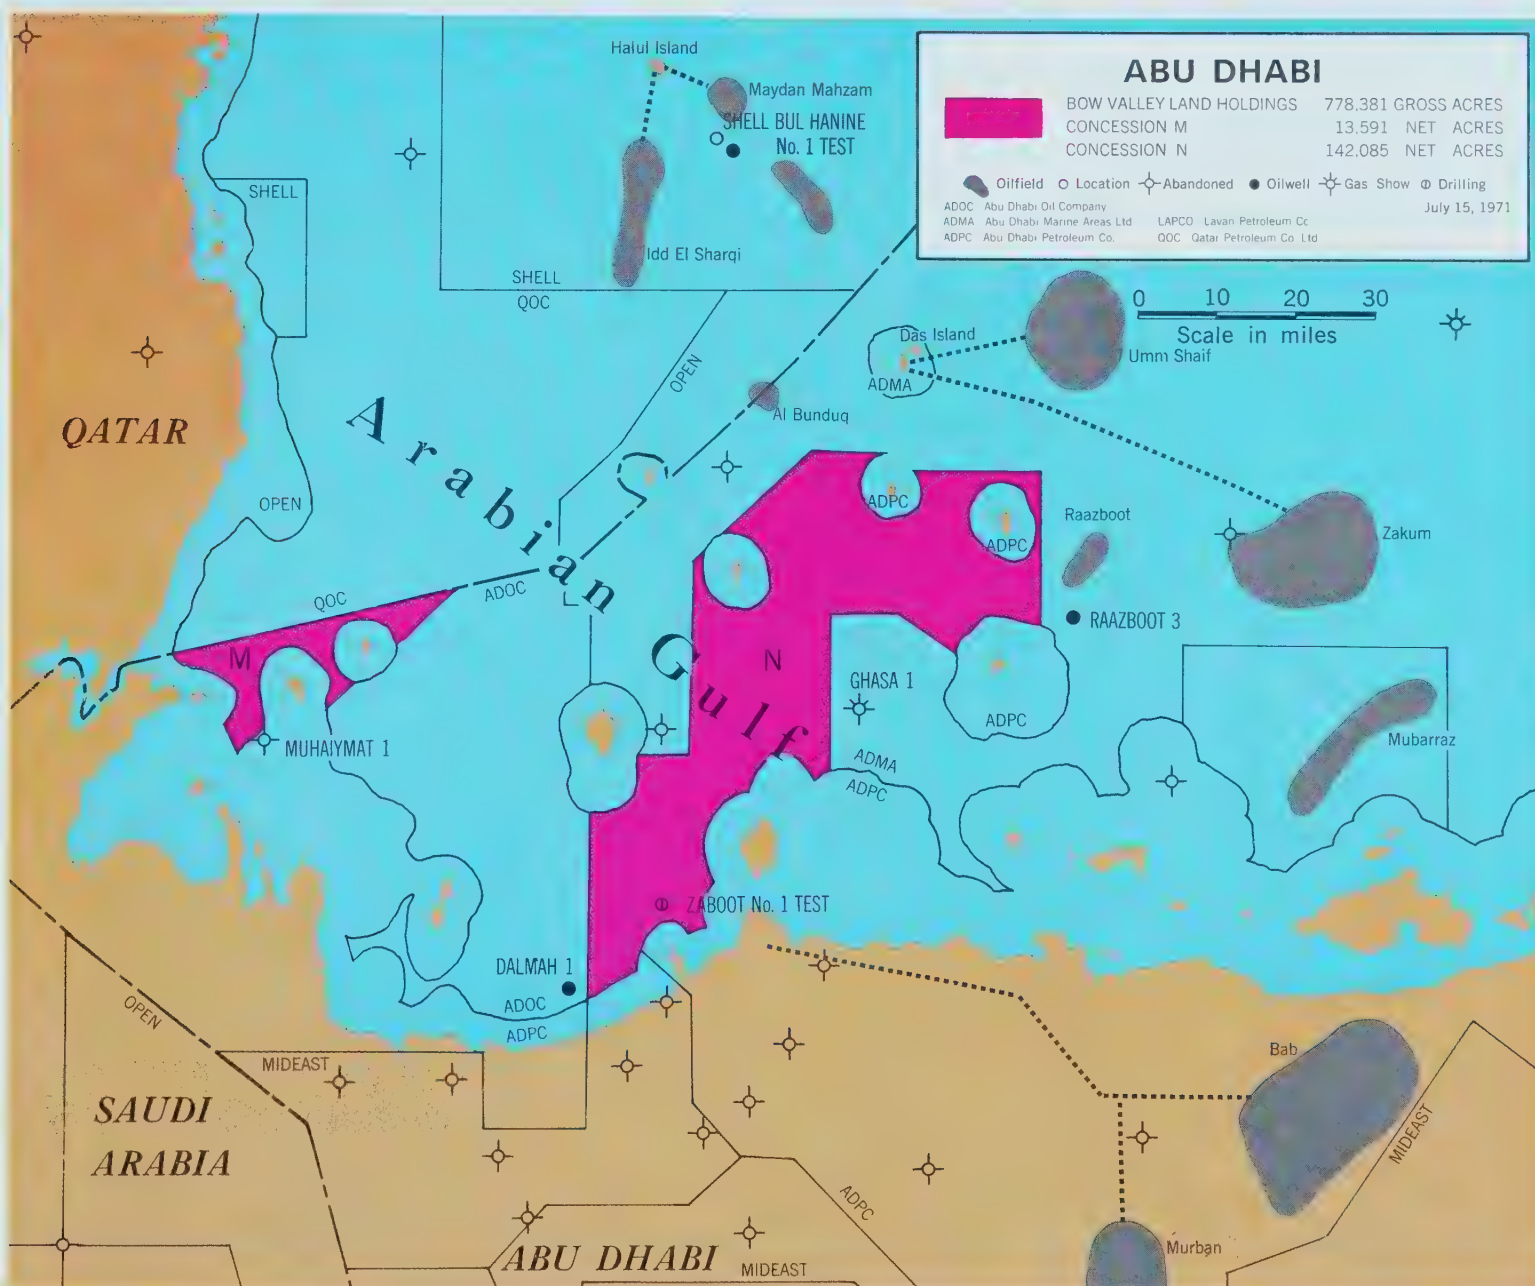 Halul Island
Maydan Mahzam
SHELL BUL HANINE
No. 1 TEST
SHELL
Idd El Sharqi
SHELL
QOC
ABU DHABI
BOW VALLEY LAND HOLDINGS 778.381 GROSS ACRES
CONCESSION M 13.591 NET ACRES
CONCESSION N 142.085 NET ACRES
Oilfield Location Abandoned Oilwell Gas Show Drilling
ADOC Abu Dhabi Oil Company July 15, 1971
ADMA Abu Dhabi Marine Areas Ltd LAPCO Lavan Petroleum Cc
ADPC Abu Dhabi Petroleum Co. QOC Qatar Petroleum Co Ltd
0 10 20 30
Scale in miles
Das Island
ADMA
Umm Shaif
OPEN
Al Bunduq
QATAR
Arabian Gulf
OPEN
ADPC
ADPC
Raazboot
Zakum
QOC
ADOC
RAAZBOOT 3
M
N
GHASA 1
ADPC
MUHAIYMAT 1
Mubarraz
ADMA
ADPC
ZABOOT No. 1 TEST
DALMAH 1
ADOC
ADPC
OPEN
MIDEAST
Bab
SAUDI
ARABIA
MIDEAST
ADPC
Murban
ABU DHABI
MIDEAST